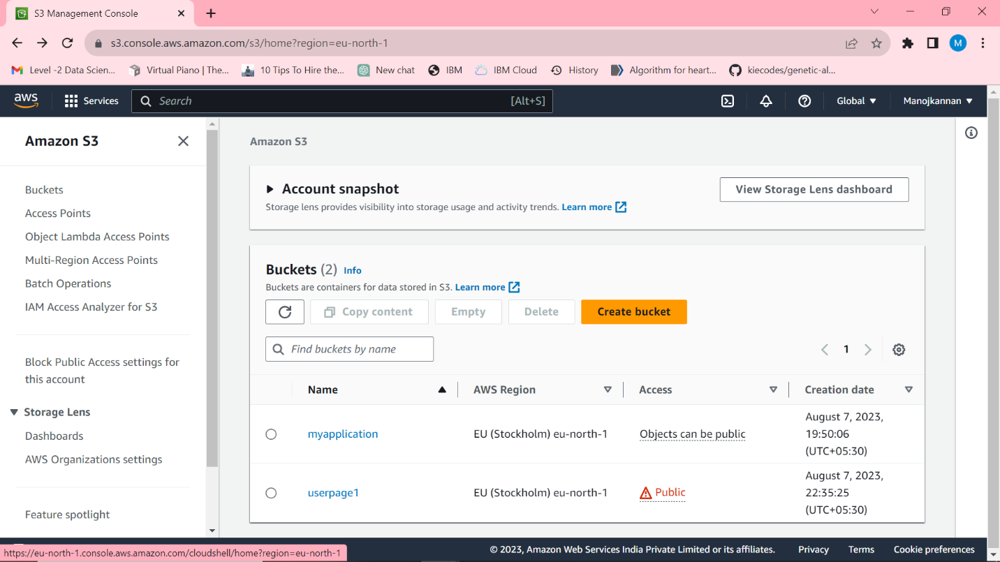 S3 Management Console
s3.console.aws.amazon.com/s3/home?region=eu-north-1
M
Level -2 Data Scien...
Virtual Piano | The...
10 Tips To Hire the...
New chat
IBM
IBM Cloud
History
Algorithm for heart...
kiecodes/genetic-al...
aws
Services
Search
[Alt+S]
Global
Manojkannan
Amazon S3
Buckets
Access Points
Object Lambda Access Points
Multi-Region Access Points
Batch Operations
IAM Access Analyzer for S3
Block Public Access settings for
this account
Storage Lens
Dashboards
AWS Organizations settings
Feature spotlight
Amazon S3
Account snapshot
View Storage Lens dashboard
Storage lens provides visibility into storage usage and activity trends. Learn more
Buckets (2) Info
Buckets are containers for data stored in S3. Learn more
Copy content
Empty
Delete
Create bucket
Find buckets by name
1
Name
AWS Region
Access
Creation date
myapplication
EU (Stockholm) eu-north-1
Objects can be public
August 7, 2023,
19:50:06
(UTC+05:30)
userpage1
EU (Stockholm) eu-north-1
Public
August 7, 2023,
22:35:25
(UTC+05:30)
https://eu-north-1.console.aws.amazon.com/cloudshell/home?region=eu-north-1
© 2023, Amazon Web Services India Private Limited or its affiliates.
Privacy
Terms
Cookie preferences